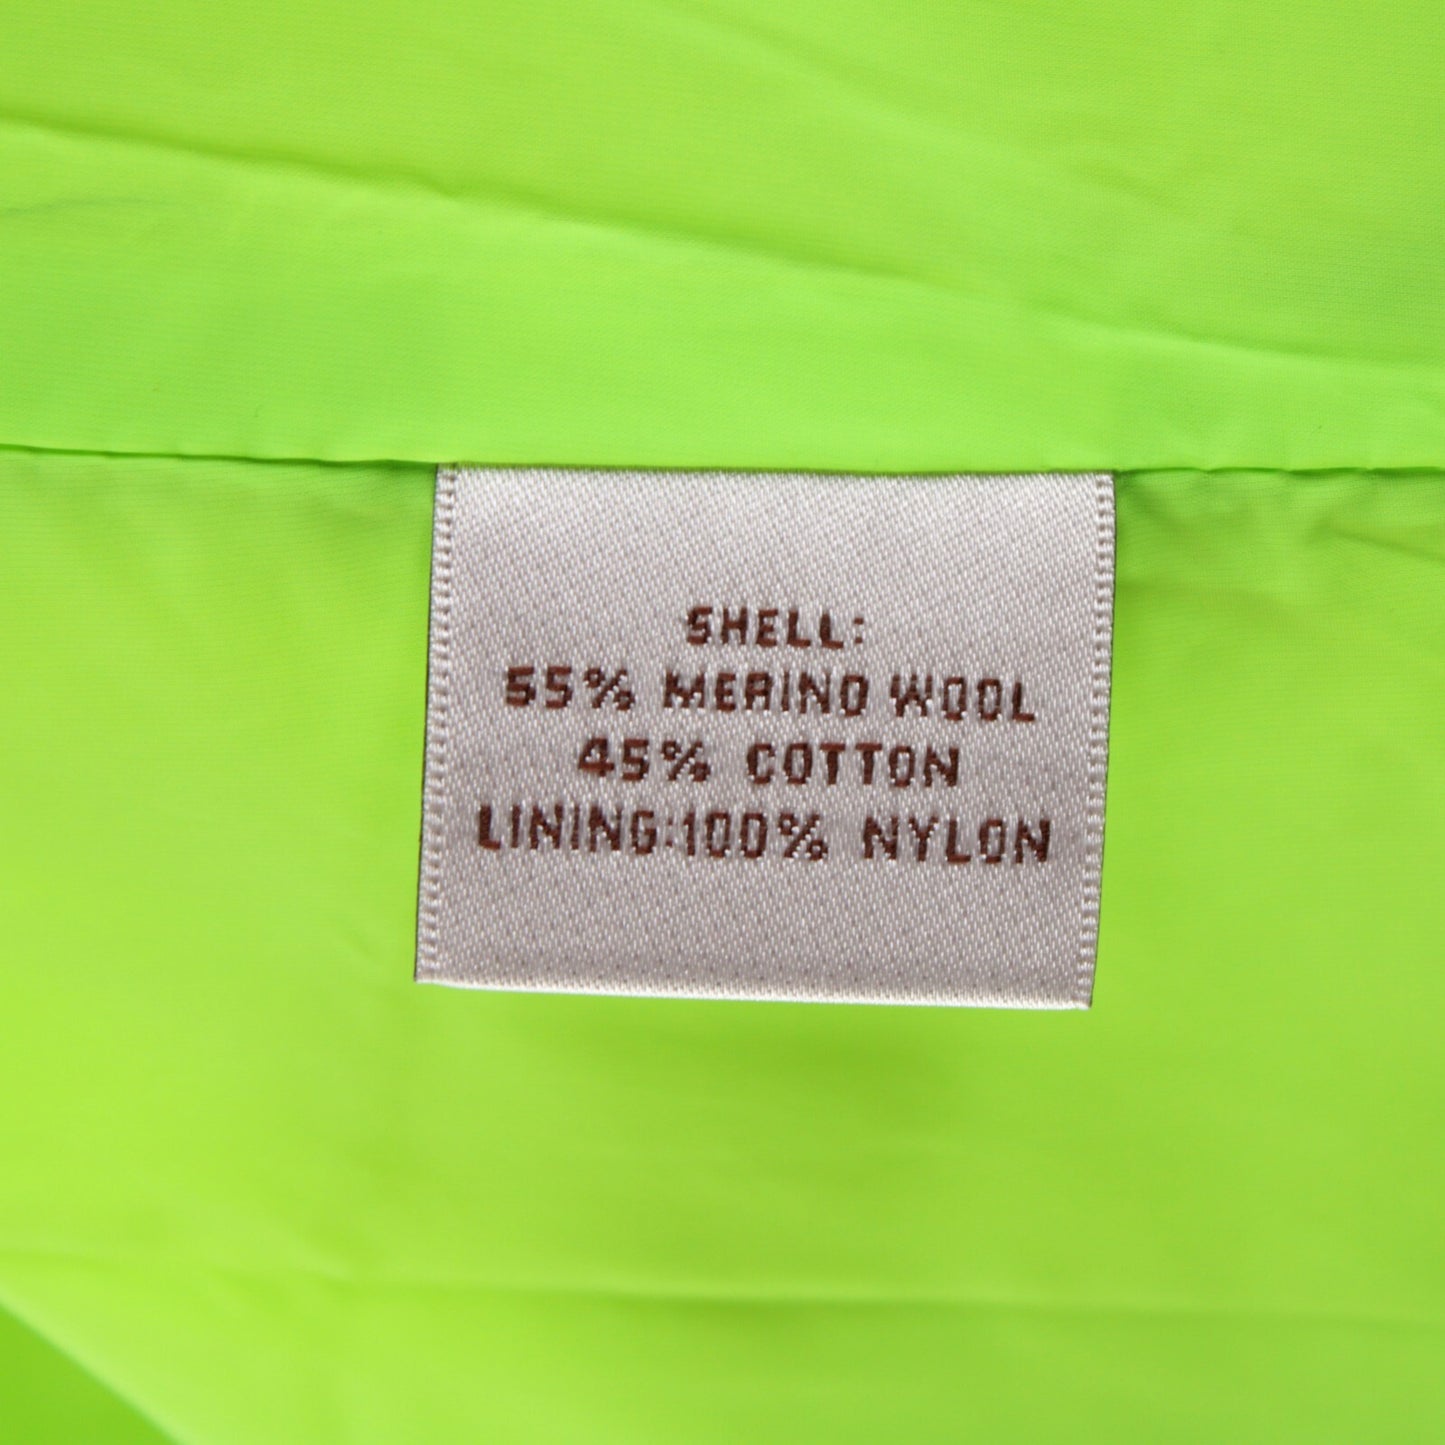 SHELL:
55% MERINO WOOL
45% COTTON
LINING:100% NYLON